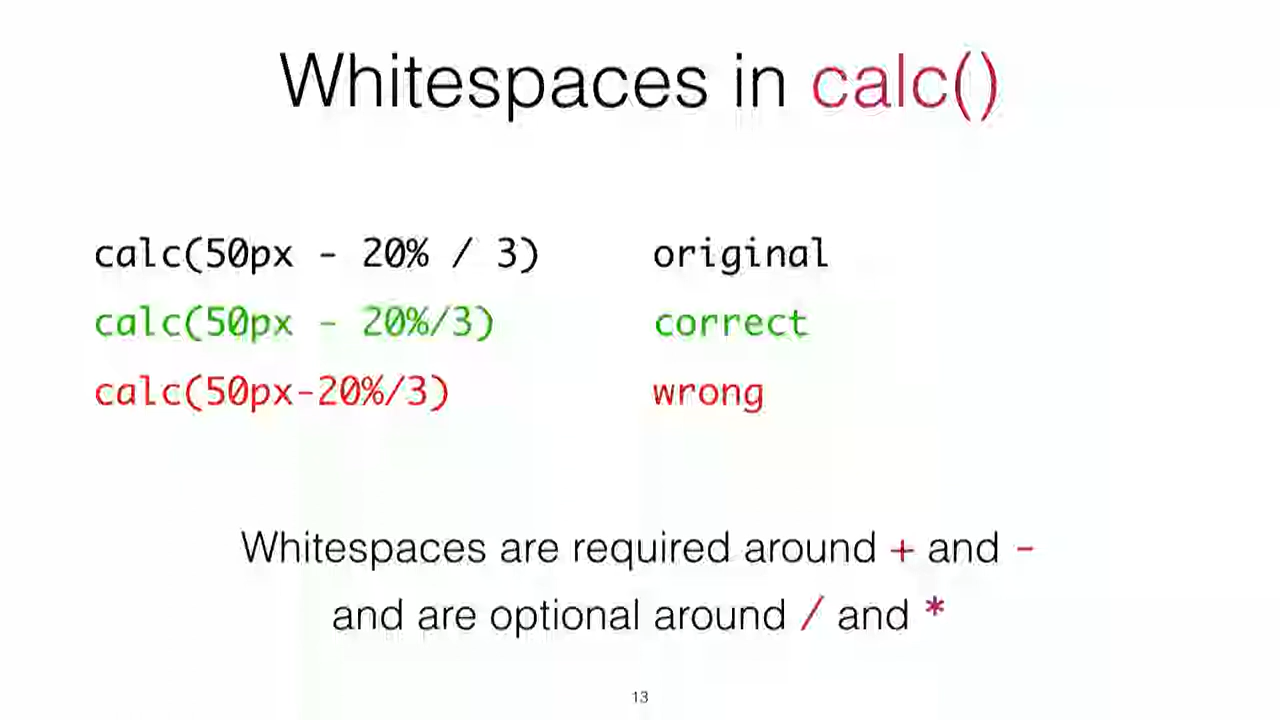 Whitespaces in calc()
calc(50px - 20% / 3) original
calc(50px - 20%/3) correct
calc(50px-20%/3) wrong
Whitespaces are required around + and -
and are optional around / and *
13